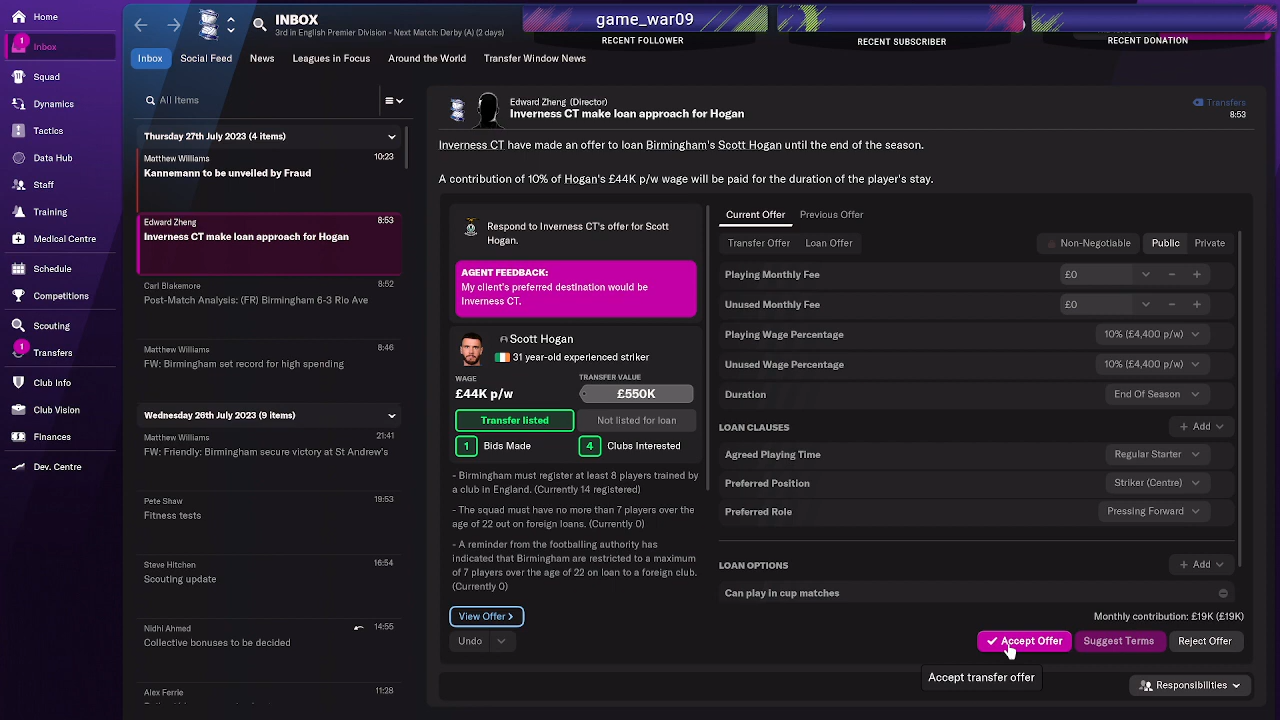 Home
1
Inbox
Squad
Dynamics
Tactics
Data Hub
Staff
Training
Medical Centre
Schedule
Competitions
Scouting
1
Transfers
Club Info
Club Vision
Finances
Dev. Centre
INBOX
3rd in English Premier Division - Next Match: Derby (A) (2 days)
game_war09
RECENT FOLLOWER
RECENT SUBSCRIBER
RECENT DONATION
Inbox
Social Feed
News
Leagues in Focus
Around the World
Transfer Window News
All Items
Thursday 27th July 2023 (4 items)
Matthew Williams 10:23
Kannemann to be unveiled by Fraud
Edward Zheng 8:53
Inverness CT make loan approach for Hogan
Carl Blakemore 8:52
Post-Match Analysis: (FR) Birmingham 6-3 Rio Ave
Matthew Williams 8:46
FW: Birmingham set record for high spending
Wednesday 26th July 2023 (9 items)
Matthew Williams 21:41
FW: Friendly: Birmingham secure victory at St Andrew's
Pete Shaw 19:53
Fitness tests
Steve Hitchen 16:54
Scouting update
Nidhi Ahmed 14:55
Collective bonuses to be decided
Alex Ferrie 11:28
Edward Zheng (Director)
Inverness CT make loan approach for Hogan
Transfers
8:53
Inverness CT have made an offer to loan Birmingham's Scott Hogan until the end of the season.
A contribution of 10% of Hogan's £44K p/w wage will be paid for the duration of the player's stay.
Respond to Inverness CT's offer for Scott
Hogan.
AGENT FEEDBACK:
My client's preferred destination would be
Inverness CT.
Scott Hogan
31 year-old experienced striker
WAGE
£44K p/w
TRANSFER VALUE
£550K
Transfer listed
Not listed for loan
1 Bids Made
4 Clubs Interested
- Birmingham must register at least 8 players trained by
a club in England. (Currently 14 registered)
- The squad must have no more than 7 players over the
age of 22 out on foreign loans. (Currently 0)
- A reminder from the footballing authority has
indicated that Birmingham are restricted to a maximum
of 7 players over the age of 22 on loan to a foreign club.
(Currently 0)
View Offer
Undo
Current Offer
Previous Offer
Transfer Offer
Loan Offer
Non-Negotiable
Public
Private
Playing Monthly Fee £0
Unused Monthly Fee £0
Playing Wage Percentage 10% (£4,400 p/w)
Unused Wage Percentage 10% (£4,400 p/w)
Duration End Of Season
LOAN CLAUSES + Add
Agreed Playing Time Regular Starter
Preferred Position Striker (Centre)
Preferred Role Pressing Forward
LOAN OPTIONS + Add
Can play in cup matches
Monthly contribution: £19K (£19K)
Accept Offer
Suggest Terms
Reject Offer
Accept transfer offer
Responsibilities